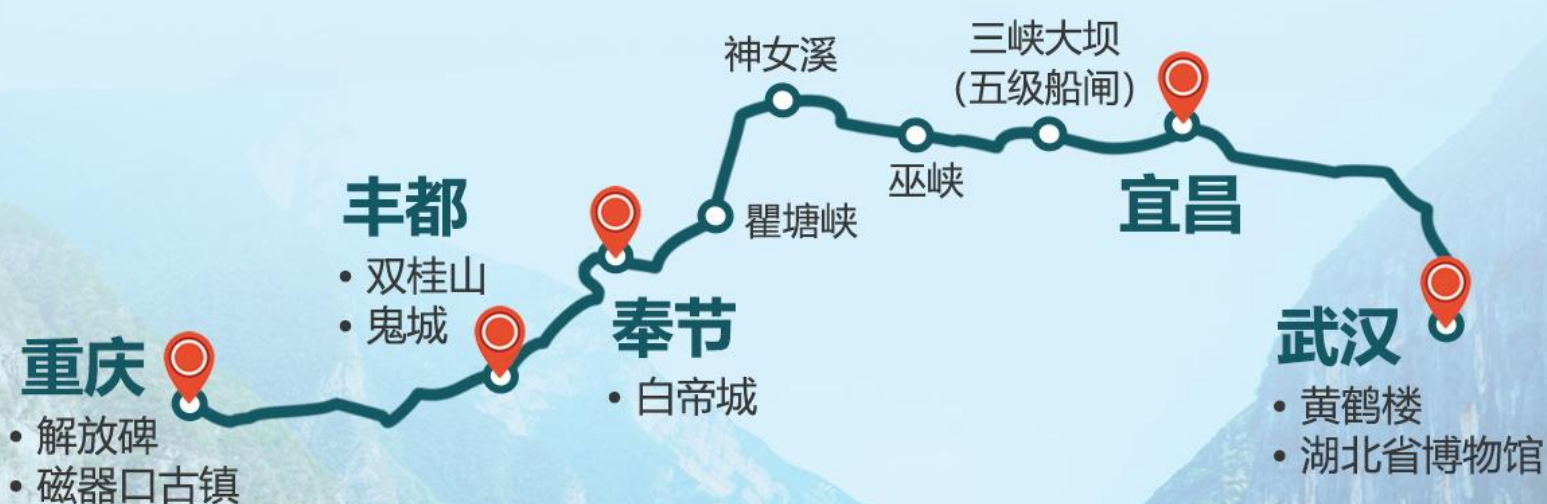 重庆
• 解放碑
• 磁器口古镇
丰都
• 双桂山
• 鬼城
奉节
• 白帝城
瞿塘峡
神女溪
巫峡
三峡大坝
(五级船闸)
宜昌
武汉
• 黄鹤楼
• 湖北省博物馆